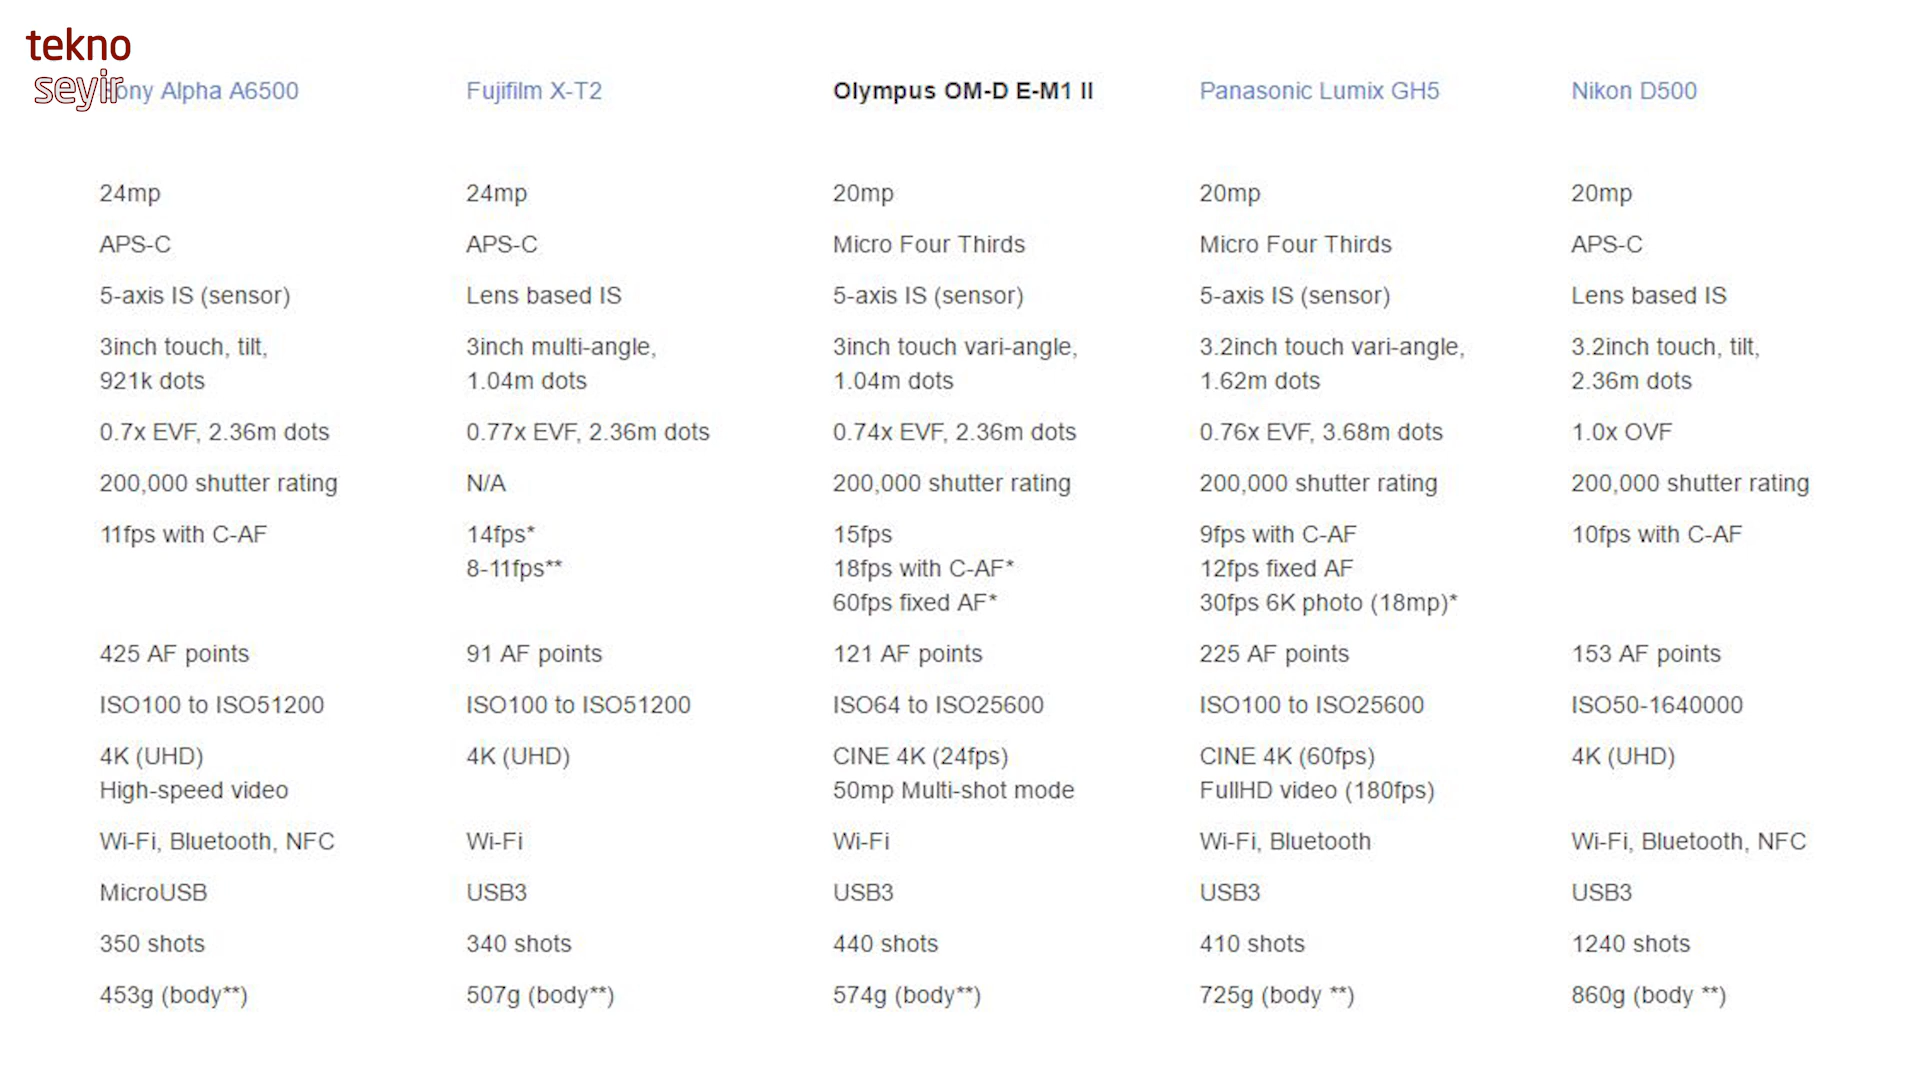 tekno
seyir
Sony Alpha A6500 Fujifilm X-T2 Olympus OM-D E-M1 II Panasonic Lumix GH5 Nikon D500
24mp 24mp 20mp 20mp 20mp
APS-C APS-C Micro Four Thirds Micro Four Thirds APS-C
5-axis IS (sensor) Lens based IS 5-axis IS (sensor) 5-axis IS (sensor) Lens based IS
3inch touch, tilt, 3inch multi-angle, 3inch touch vari-angle, 3.2inch touch vari-angle, 3.2inch touch, tilt,
921k dots 1.04m dots 1.04m dots 1.62m dots 2.36m dots
0.7x EVF, 2.36m dots 0.77x EVF, 2.36m dots 0.74x EVF, 2.36m dots 0.76x EVF, 3.68m dots 1.0x OVF
200,000 shutter rating N/A 200,000 shutter rating 200,000 shutter rating 200,000 shutter rating
11fps with C-AF 14fps* 15fps 9fps with C-AF 10fps with C-AF
8-11fps** 18fps with C-AF* 12fps fixed AF
60fps fixed AF* 30fps 6K photo (18mp)*
425 AF points 91 AF points 121 AF points 225 AF points 153 AF points
ISO100 to ISO51200 ISO100 to ISO51200 ISO64 to ISO25600 ISO100 to ISO25600 ISO50-1640000
4K (UHD) 4K (UHD) CINE 4K (24fps) CINE 4K (60fps) 4K (UHD)
High-speed video 50mp Multi-shot mode FullHD video (180fps)
Wi-Fi, Bluetooth, NFC Wi-Fi Wi-Fi Wi-Fi, Bluetooth Wi-Fi, Bluetooth, NFC
MicroUSB USB3 USB3 USB3 USB3
350 shots 340 shots 440 shots 410 shots 1240 shots
453g (body**) 507g (body**) 574g (body**) 725g (body **) 860g (body **)